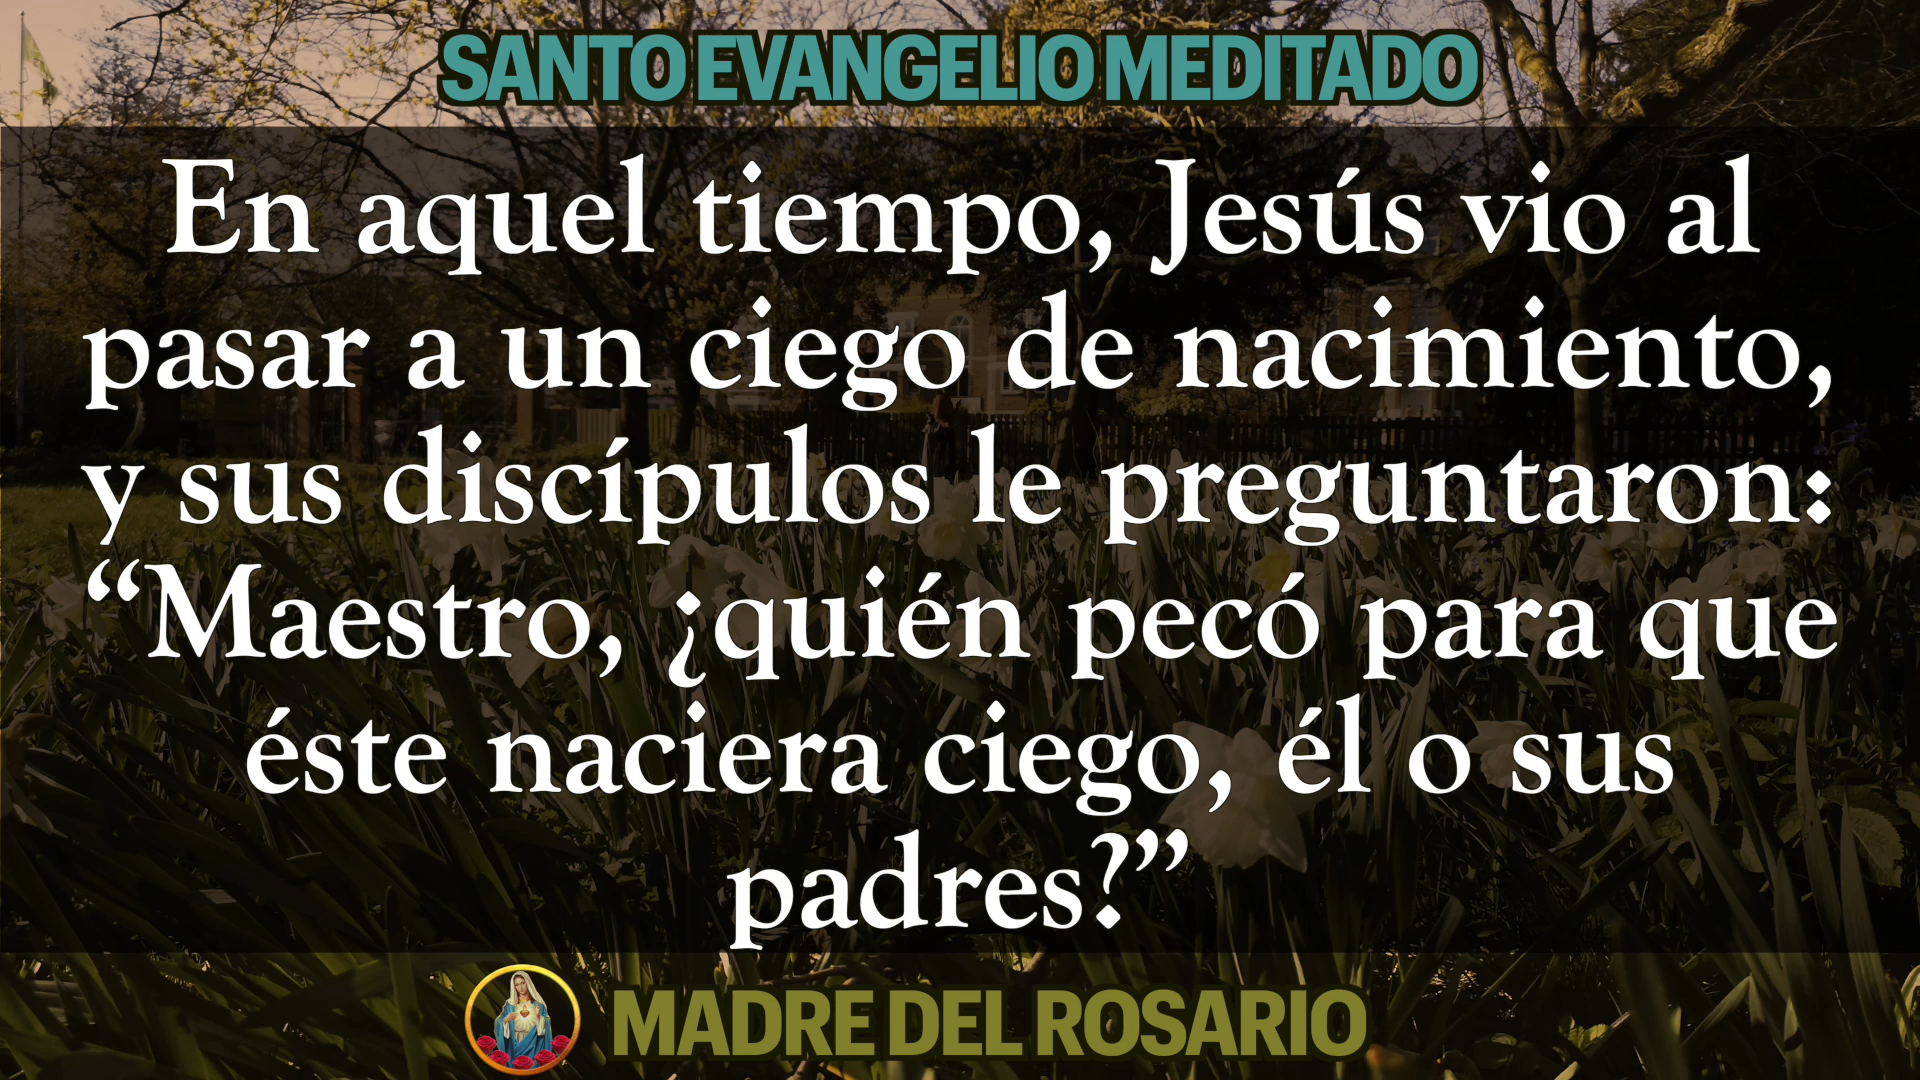 SANTO EVANGELIO MEDITADO
En aquel tiempo, Jesús vio al
pasar a un ciego de nacimiento,
y sus discípulos le preguntaron:
“Maestro, ¿quién pecó para que
éste naciera ciego, él o sus
padres?”
MADRE DEL ROSARIO